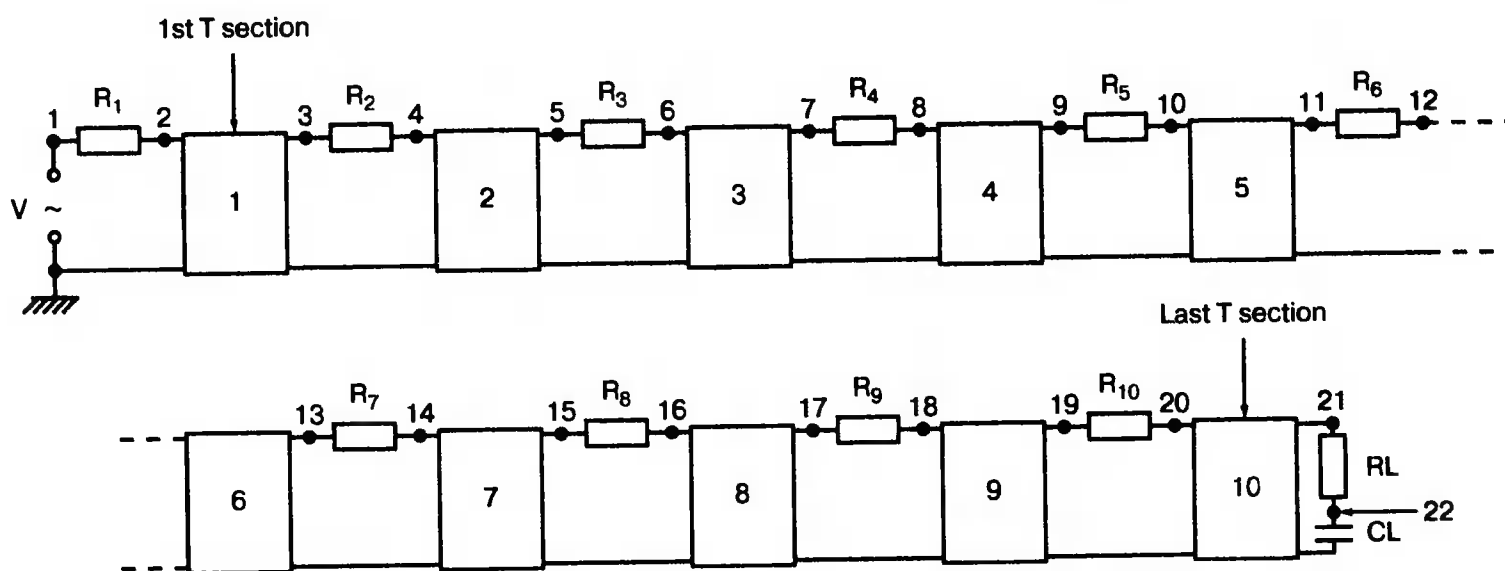 1st T section
1 R₁ 2 3 R₂ 4 5 R₃ 6 7 R₄ 8 9 R₅ 10 11 R₆ 12
V ~ 1 2 3 4 5
Last T section
13 R₇ 14 15 R₈ 16 17 R₉ 18 19 R₁₀ 20 21
6 7 8 9 10 RL
22
CL